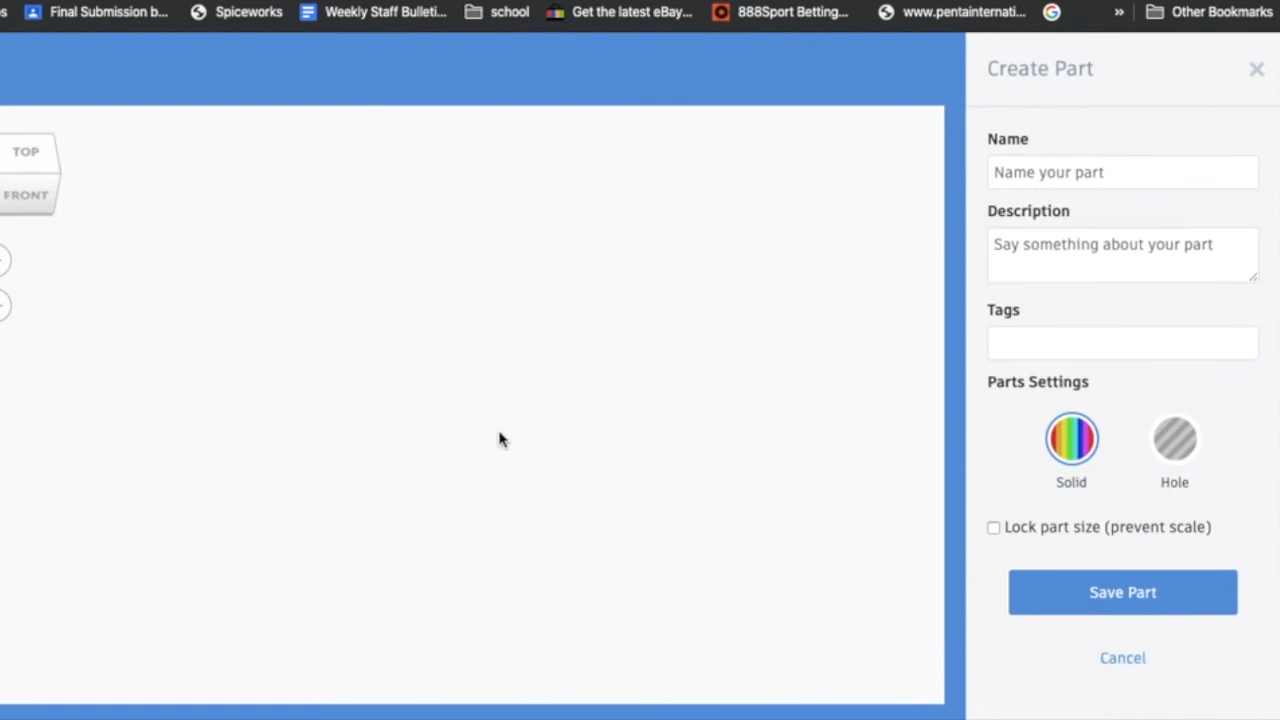 s Final Submission b... Spiceworks Weekly Staff Bulleti... school Get the latest eBay... 888Sport Betting... www.pentainternati... » Other Bookmarks
Create Part
Name
Name your part
Description
Say something about your part
Tags
Parts Settings
Solid Hole
Lock part size (prevent scale)
Save Part
Cancel
TOP
FRONT